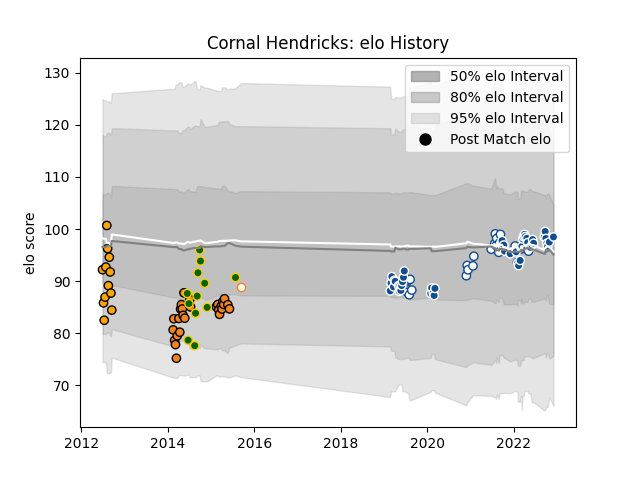 Cornal Hendricks: elo History
50% elo Interval
80% elo Interval
95% elo Interval
Post Match elo
elo score
130
120
110
100
90
80
70
2012
2014
2016
2018
2020
2022